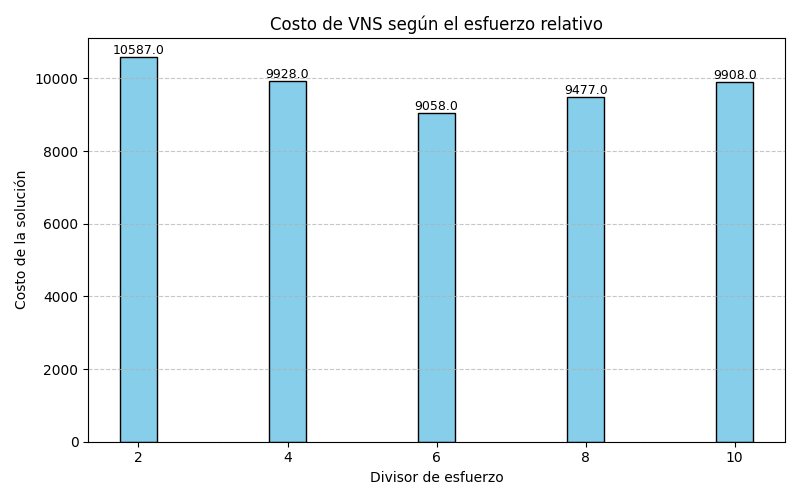 Costo de VNS según el esfuerzo relativo
10587.0
9928.0
9058.0
9477.0
9908.0
10000
8000
6000
4000
2000
0
Costo de la solución
2 4 6 8 10
Divisor de esfuerzo